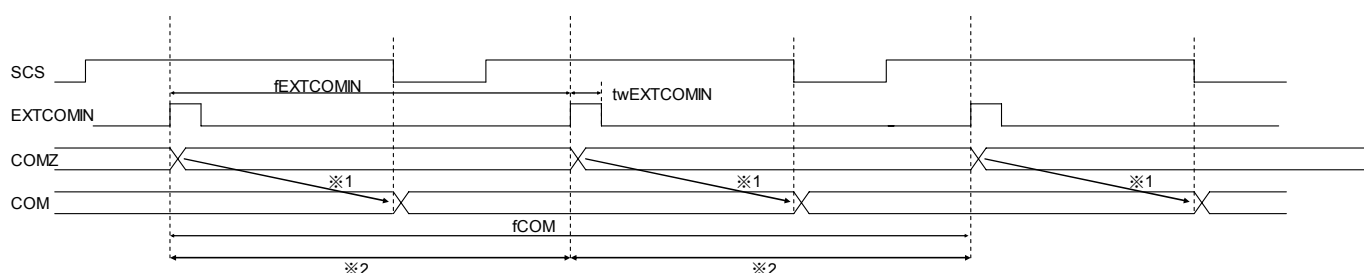 SCS
fEXTCOMIN
twEXTCOMIN
EXTCOMIN
COMZ
※1 ※1 ※1
COM
fCOM
※2 ※2